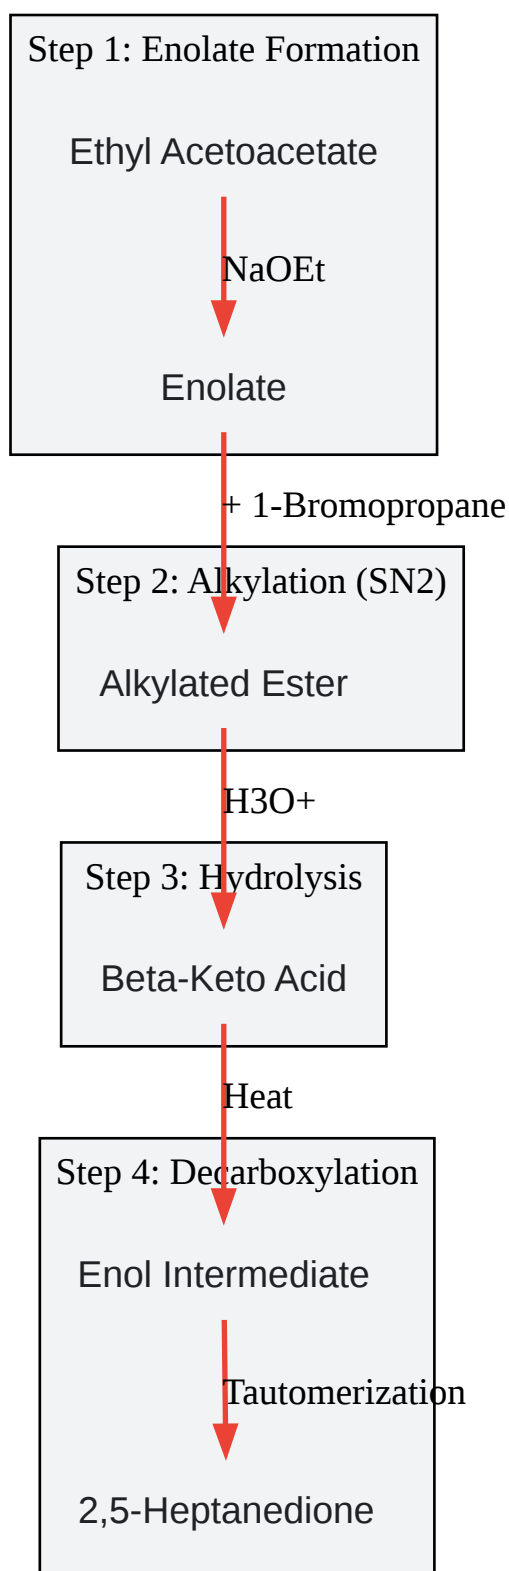 Step 1: Enolate Formation
Ethyl Acetoacetate
NaOEt
Enolate
+ 1-Bromopropane
Step 2: Alkylation (SN2)
Alkylated Ester
H3O+
Step 3: Hydrolysis
Beta-Keto Acid
Heat
Step 4: Decarboxylation
Enol Intermediate
Tautomerization
2,5-Heptanedione